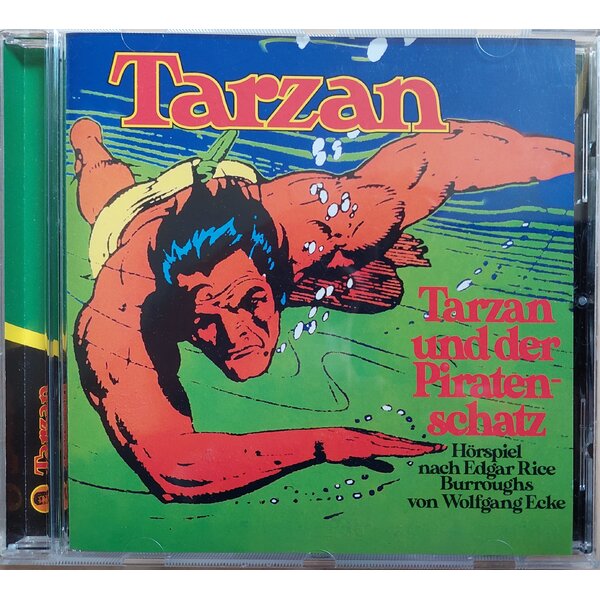 Tarzan
Tarzan
und der
Piraten-
schatz
Hörspiel
nach Edgar Rice
Burroughs
von Wolfgang Ecke
Tarzan